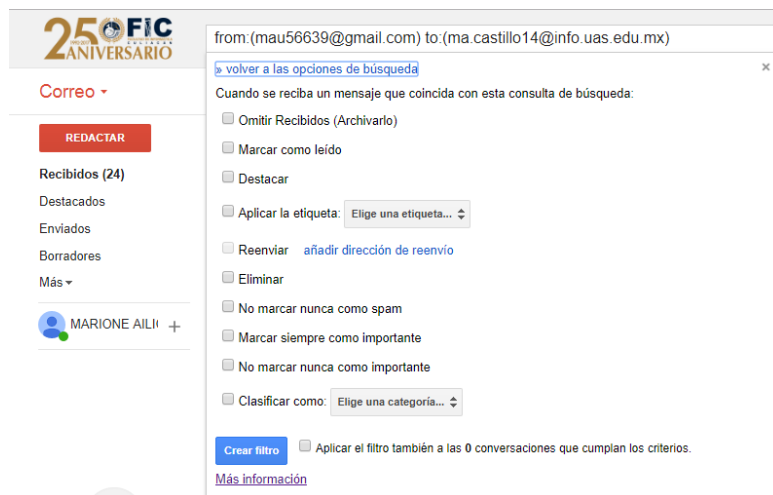 25 FIC
ANIVERSARIO
from:(mau56639@gmail.com) to:(ma.castillo14@info.uas.edu.mx)
» volver a las opciones de búsqueda
×
Correo
Cuando se reciba un mensaje que coincida con esta consulta de búsqueda:
Omitir Recibidos (Archivarlo)
REDACTAR
Marcar como leído
Recibidos (24)
Destacar
Destacados
Aplicar la etiqueta: Elige una etiqueta...
Enviados
Reenviar añadir dirección de reenvío
Borradores
Eliminar
Más
No marcar nunca como spam
MARIONE AILI +
Marcar siempre como importante
No marcar nunca como importante
Clasificar como: Elige una categoría...
Crear filtro Aplicar el filtro también a las 0 conversaciones que cumplan los criterios.
Más información